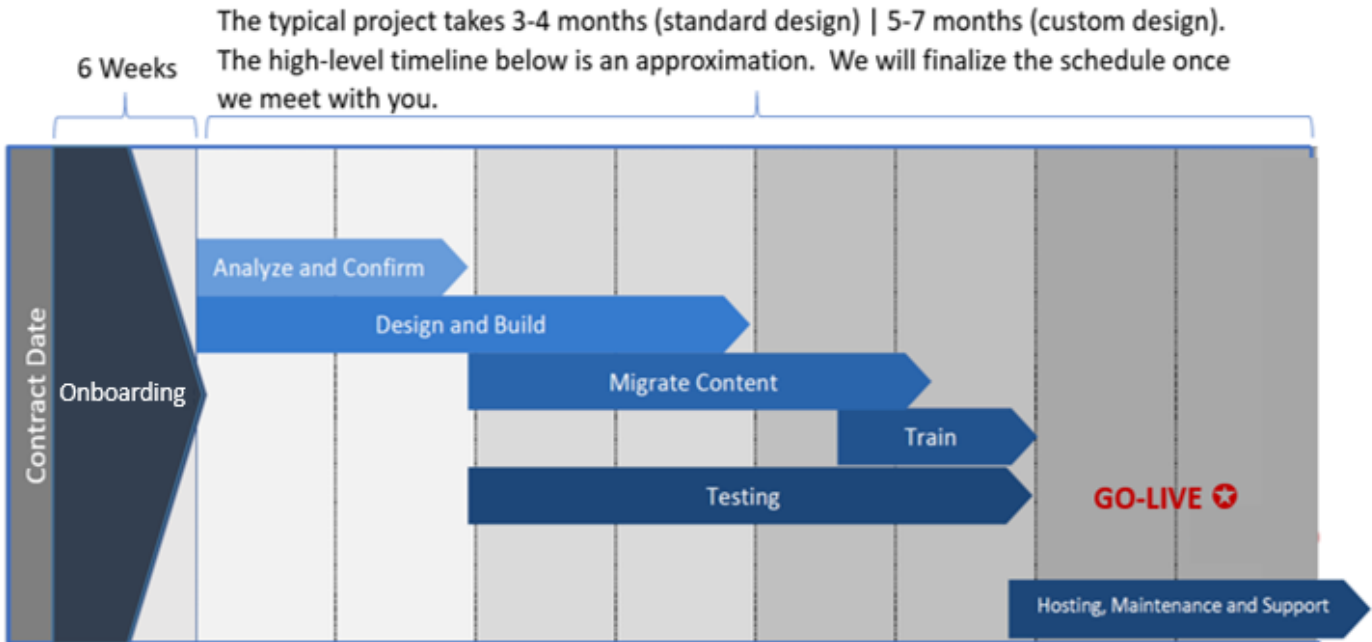 The typical project takes 3-4 months (standard design) | 5-7 months (custom design).
6 Weeks
The high-level timeline below is an approximation.  We will finalize the schedule once
we meet with you.
Contract Date
Onboarding
Analyze and Confirm
Design and Build
Migrate Content
Train
Testing
GO-LIVE ✪
Hosting, Maintenance and Support